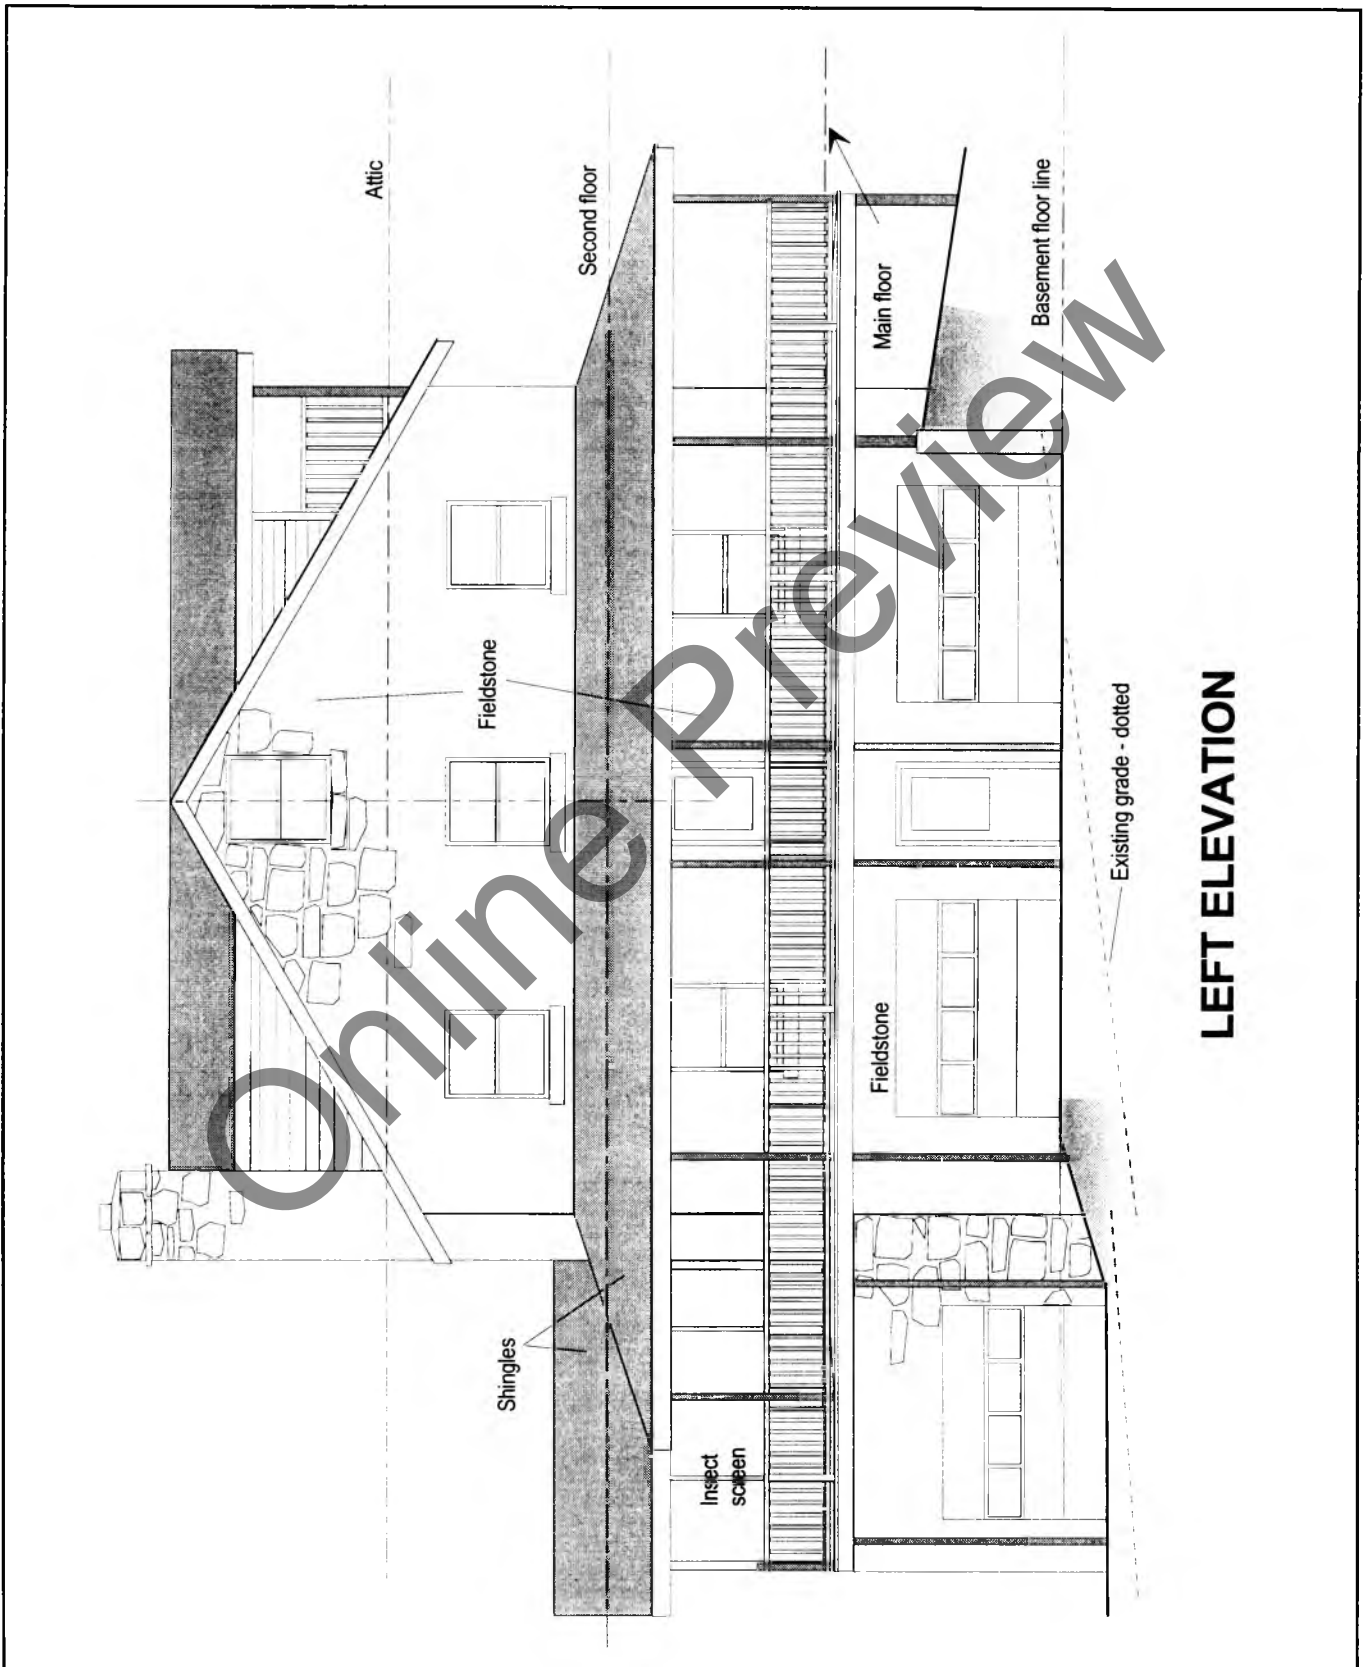 Attic
Second floor
Main floor
Basement floor line
Fieldstone
Shingles
Insect
screen
Fieldstone
Existing grade - dotted
LEFT ELEVATION
Online Preview